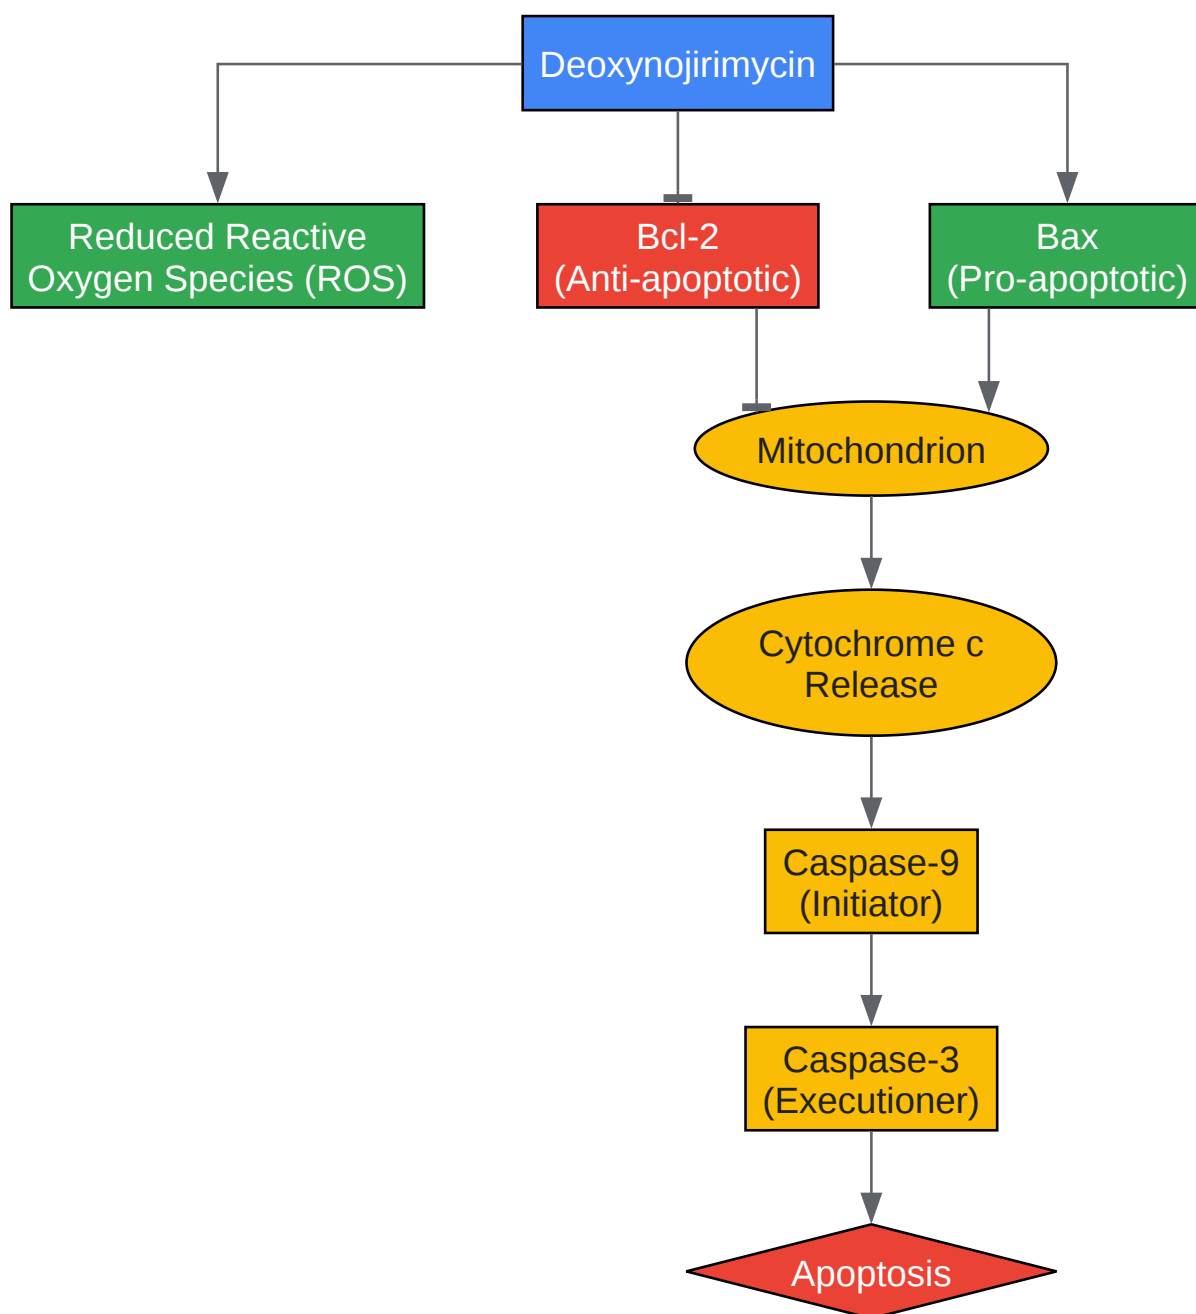 Deoxynojirimycin
Reduced Reactive
Oxygen Species (ROS)
Bcl-2
(Anti-apoptotic)
Bax
(Pro-apoptotic)
Mitochondrion
Cytochrome c
Release
Caspase-9
(Initiator)
Caspase-3
(Executioner)
Apoptosis